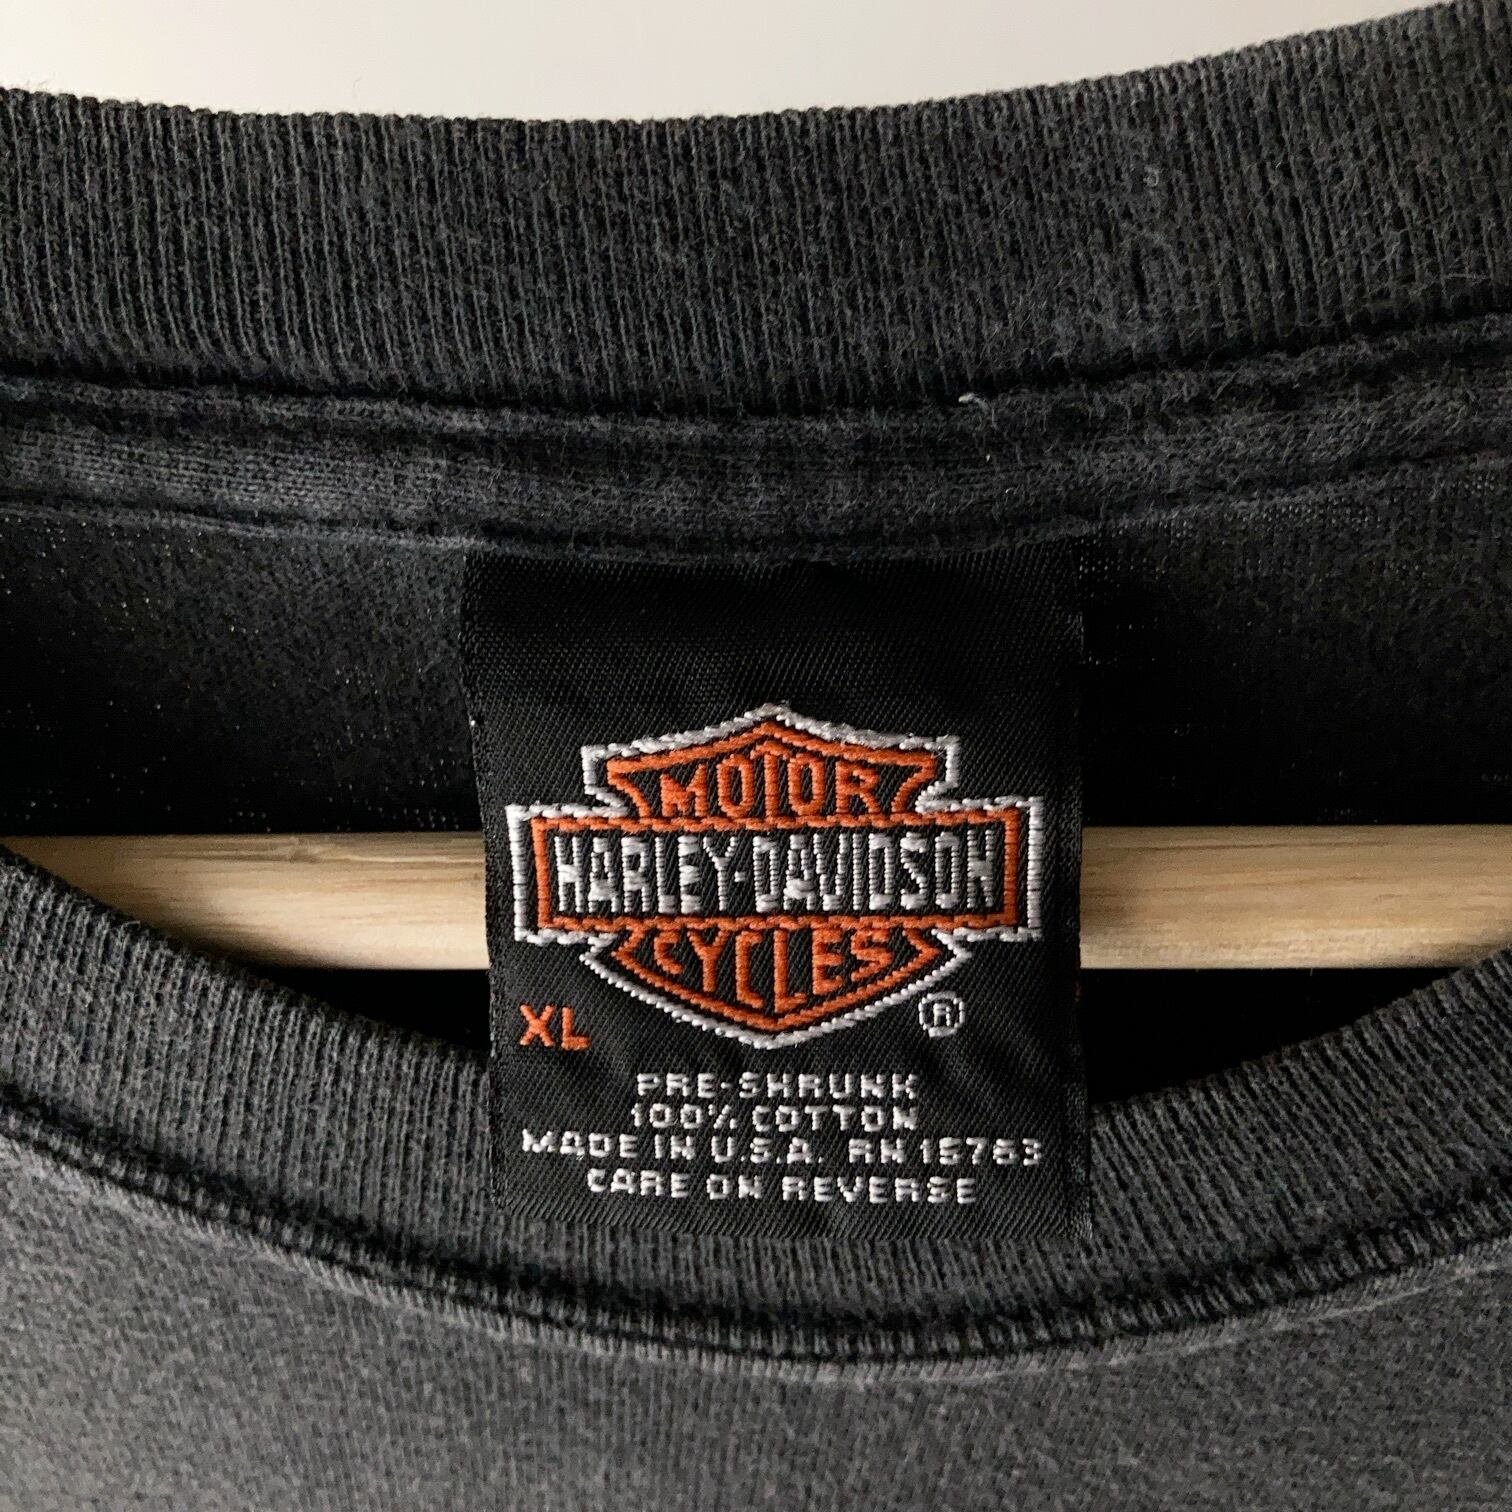 MOTOR
HARLEY-DAVIDSON
CYCLES
XL
®
PRE-SHRUNK
100% COTTON
MADE IN U.S.A. RN 15763
CARE ON REVERSE